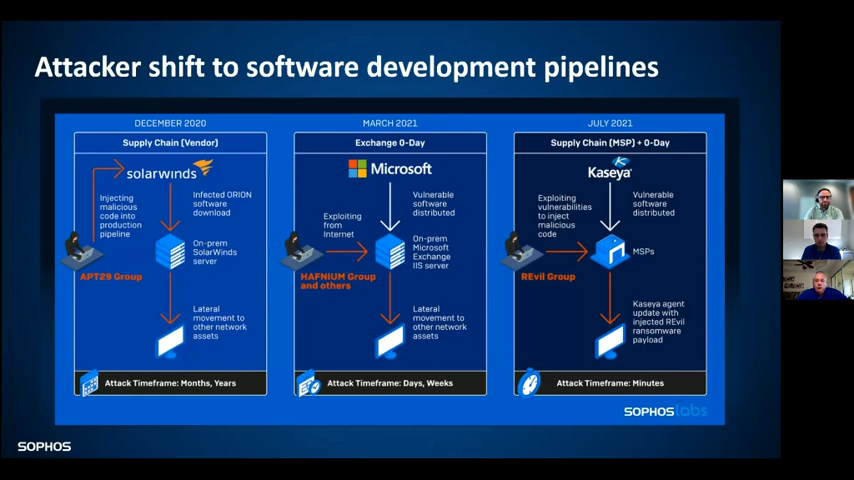 Attacker shift to software development pipelines
DECEMBER 2020
Supply Chain (Vendor)
solarwinds
Injecting
malicious
code into
production
pipeline
Infected ORION
software
download
APT29 Group
On-prem
SolarWinds
server
Lateral
movement to
other network
assets
Attack Timeframe: Months, Years
MARCH 2021
Exchange 0-Day
Microsoft
Exploiting
from
Internet
Vulnerable
software
distributed
HAFNIUM Group
and others
On-prem
Microsoft
Exchange
IIS server
Lateral
movement to
other network
assets
Attack Timeframe: Days, Weeks
JULY 2021
Supply Chain (MSP) + 0-Day
Kaseya
Exploiting
vulnerabilities
to inject
malicious
code
Vulnerable
software
distributed
REvil Group
MSPs
Kaseya agent
update with
injected REvil
ransomware
payload
Attack Timeframe: Minutes
SOPHOSlabs
SOPHOS